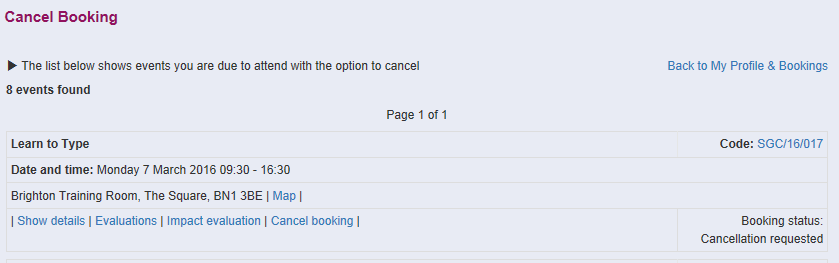 Cancel Booking
▶ The list below shows events you are due to attend with the option to cancel
Back to My Profile & Bookings
8 events found
Page 1 of 1
Learn to Type
Code: SGC/16/017
Date and time: Monday 7 March 2016 09:30 - 16:30
Brighton Training Room, The Square, BN1 3BE | Map |
| Show details | Evaluations | Impact evaluation | Cancel booking |
Booking status:
Cancellation requested